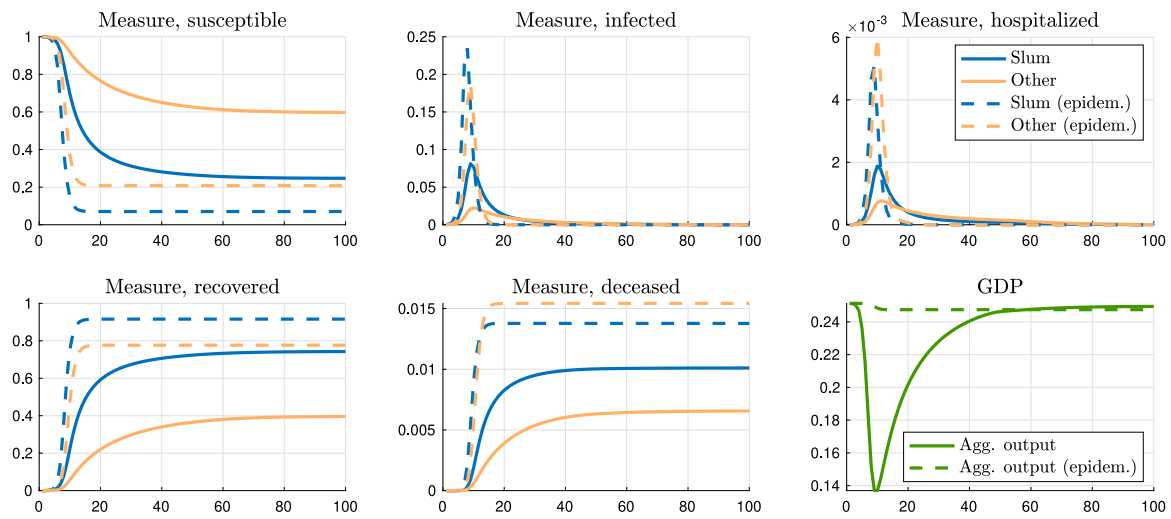 Measure, susceptible
1
0.8
0.6
0.4
0.2
0
0 20 40 60 80 100
Measure, infected
0.25
0.2
0.15
0.1
0.05
0
0 20 40 60 80 100
Measure, hospitalized
×10⁻³
6
4
2
0
0 20 40 60 80 100
Slum
Other
Slum (epidem.)
Other (epidem.)
Measure, recovered
1
0.8
0.6
0.4
0.2
0
0 20 40 60 80 100
Measure, deceased
0.015
0.01
0.005
0
0 20 40 60 80 100
GDP
0.24
0.22
0.2
0.18
0.16
0.14
0 20 40 60 80 100
Agg. output
Agg. output (epidem.)